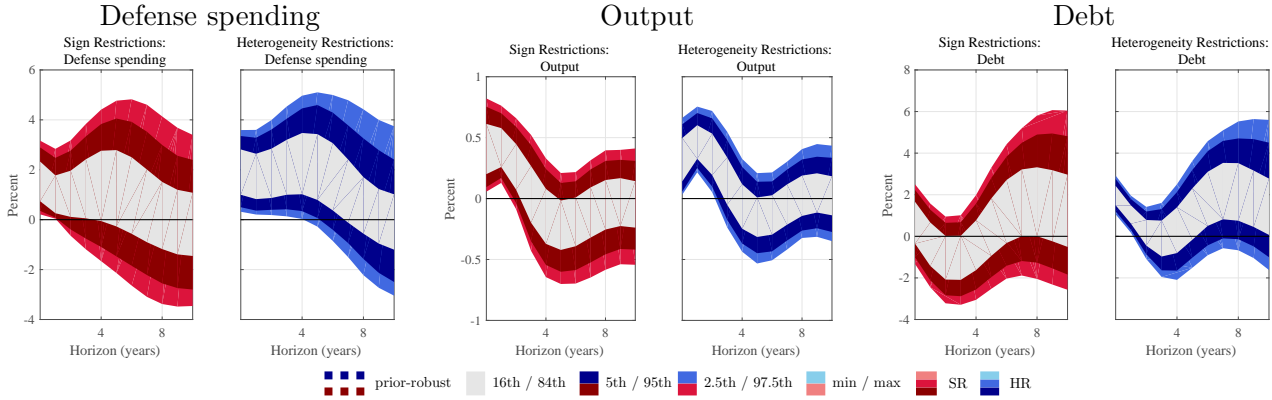 Defense spending
Output
Debt
Sign Restrictions:
Defense spending
Heterogeneity Restrictions:
Defense spending
Sign Restrictions:
Output
Heterogeneity Restrictions:
Output
Sign Restrictions:
Debt
Heterogeneity Restrictions:
Debt
6
4
2
0
-2
-4
Percent
4
8
Horizon (years)
4
8
Horizon (years)
1
0.5
0
-0.5
-1
Percent
4
8
Horizon (years)
4
8
Horizon (years)
8
6
4
2
0
-2
-4
Percent
4
8
Horizon (years)
4
8
Horizon (years)
prior-robust
16th / 84th
5th / 95th
2.5th / 97.5th
min / max
SR
HR